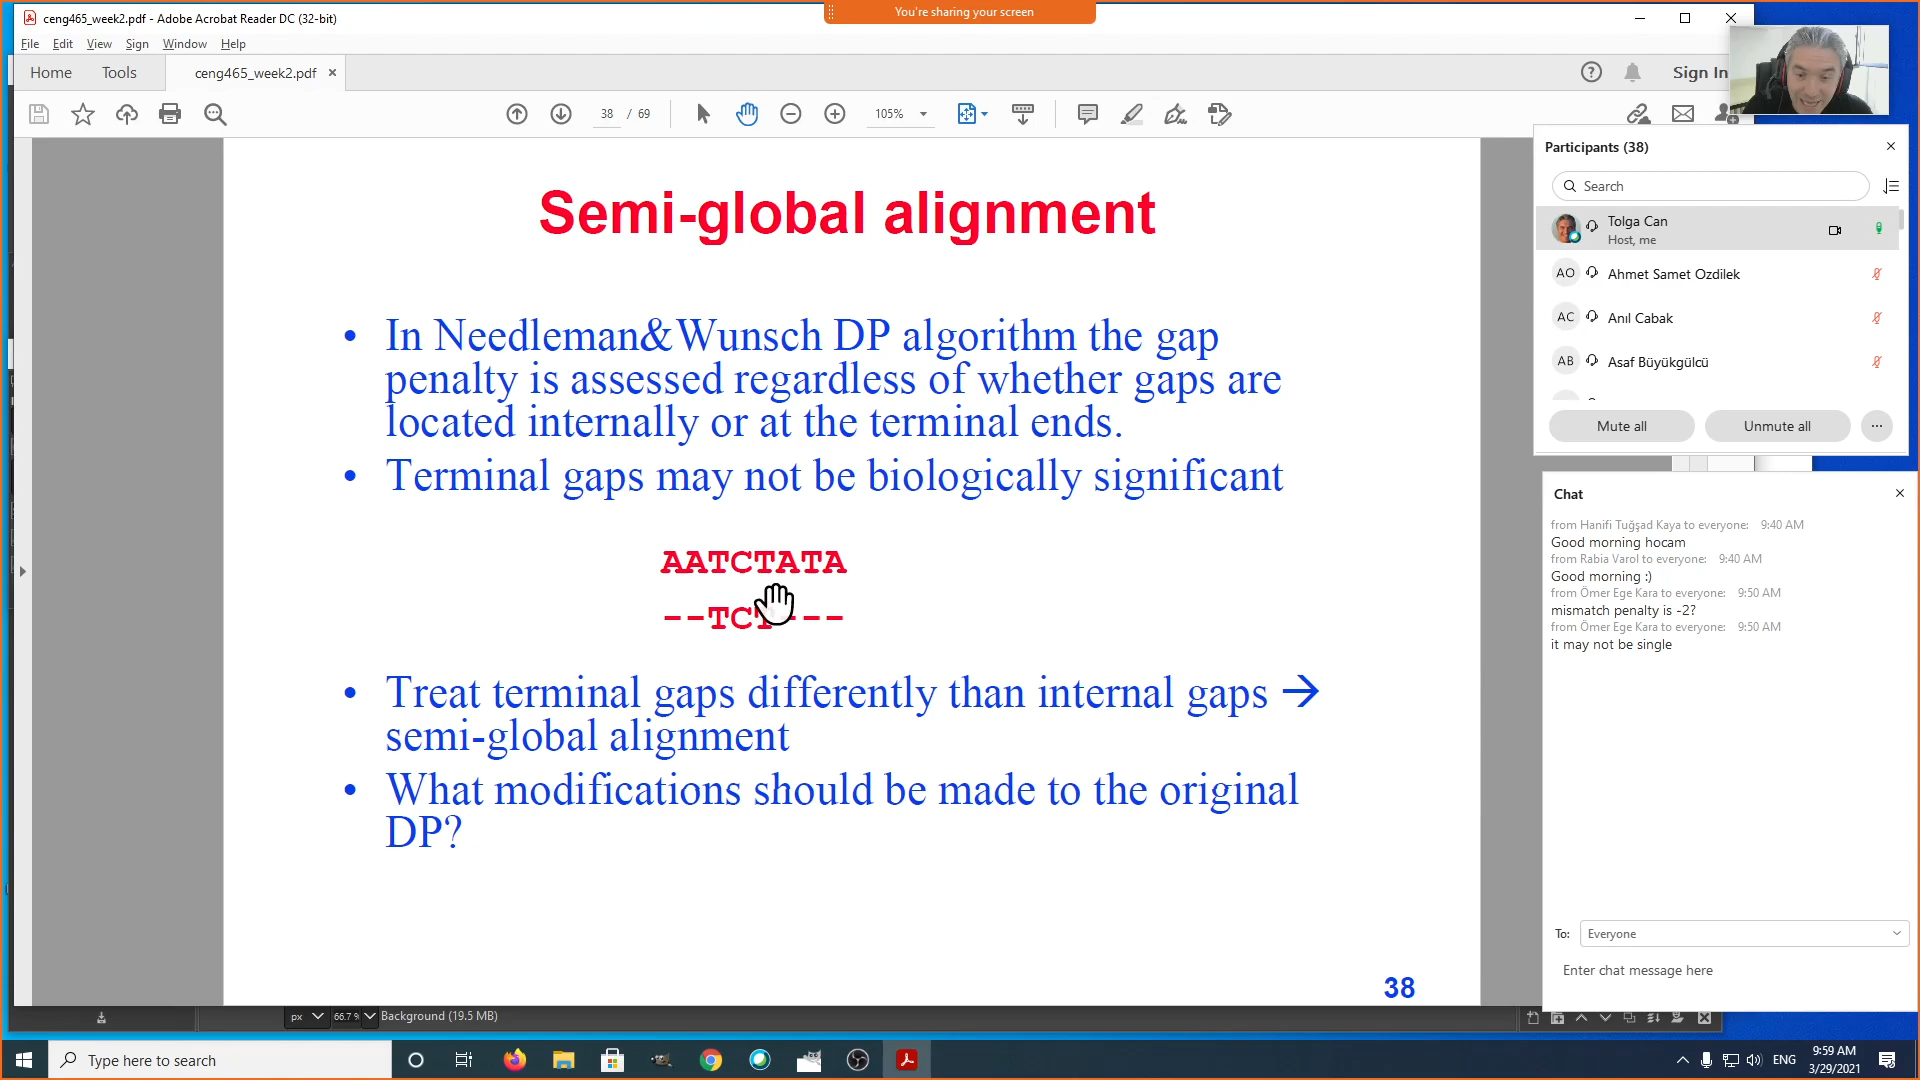 You're sharing your screen
ceng465_week2.pdf - Adobe Acrobat Reader DC (32-bit)
File Edit View Sign Window Help
Home Tools ceng465_week2.pdf × Sign In
38 / 69 105%
Semi-global alignment
• In Needleman&Wunsch DP algorithm the gap
penalty is assessed regardless of whether gaps are
located internally or at the terminal ends.
• Terminal gaps may not be biologically significant
AATCTATA
--TCT---
• Treat terminal gaps differently than internal gaps →
semi-global alignment
• What modifications should be made to the original
DP?
38
Participants (38)
Search
Tolga Can
Host, me
AO Ahmet Samet Ozdilek
AC Anıl Cabak
AB Asaf Büyükgülcü
Mute all Unmute all ...
Chat
from Hanifi Tuğşad Kaya to everyone: 9:40 AM
Good morning hocam
from Rabia Varol to everyone: 9:40 AM
Good morning :)
from Ömer Ege Kara to everyone: 9:50 AM
mismatch penalty is -2?
from Ömer Ege Kara to everyone: 9:50 AM
it may not be single
To: Everyone
Enter chat message here
px 66.7 % Background (19.5 MB)
Type here to search
ENG 9:59 AM
3/29/2021